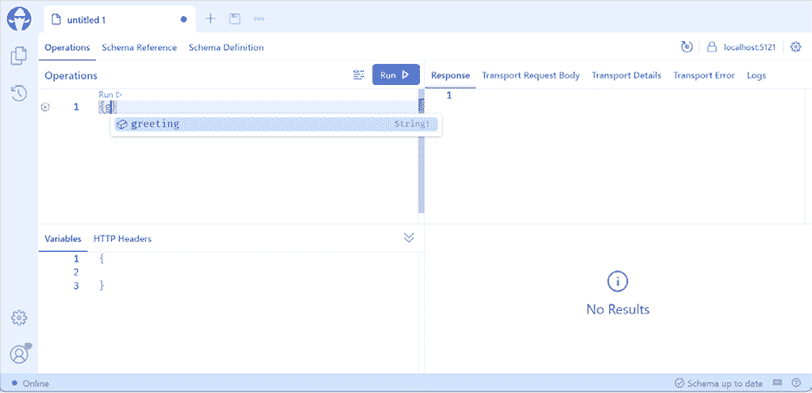 untitled 1
Operations Schema Reference Schema Definition
localhost:5121
Operations
Run
Response Transport Request Body Transport Details Transport Error Logs
Run
1 {g}
1
greeting String!
Variables HTTP Headers
1 {
2
3 }
No Results
Online
Schema up to date